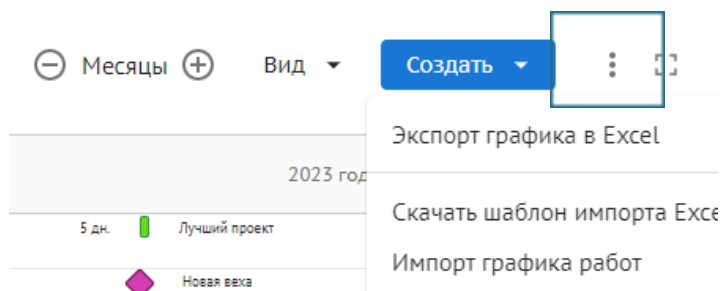 Месяцы Вид Создать
Экспорт графика в Excel
2023 год
Скачать шаблон импорта Exce
5 дн. Лучший проект
Импорт графика работ
Новая веха